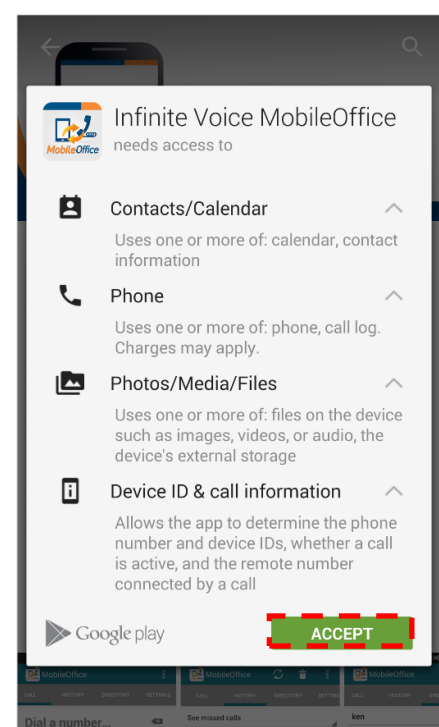 Infinite Voice MobileOffice
MobileOffice
needs access to
Contacts/Calendar
Uses one or more of: calendar, contact
information
Phone
Uses one or more of: phone, call log.
Charges may apply.
Photos/Media/Files
Uses one or more of: files on the device
such as images, videos, or audio, the
device's external storage
Device ID & call information
Allows the app to determine the phone
number and device IDs, whether a call
is active, and the remote number
connected by a call
Google play
ACCEPT
MobileOffice MobileOffice MobileOffice
CALL HISTORY DIRECTORY SETTINGS CALL HISTORY DIRECTORY SETTINGS CALL HISTORY
Dial a number... See missed calls ken